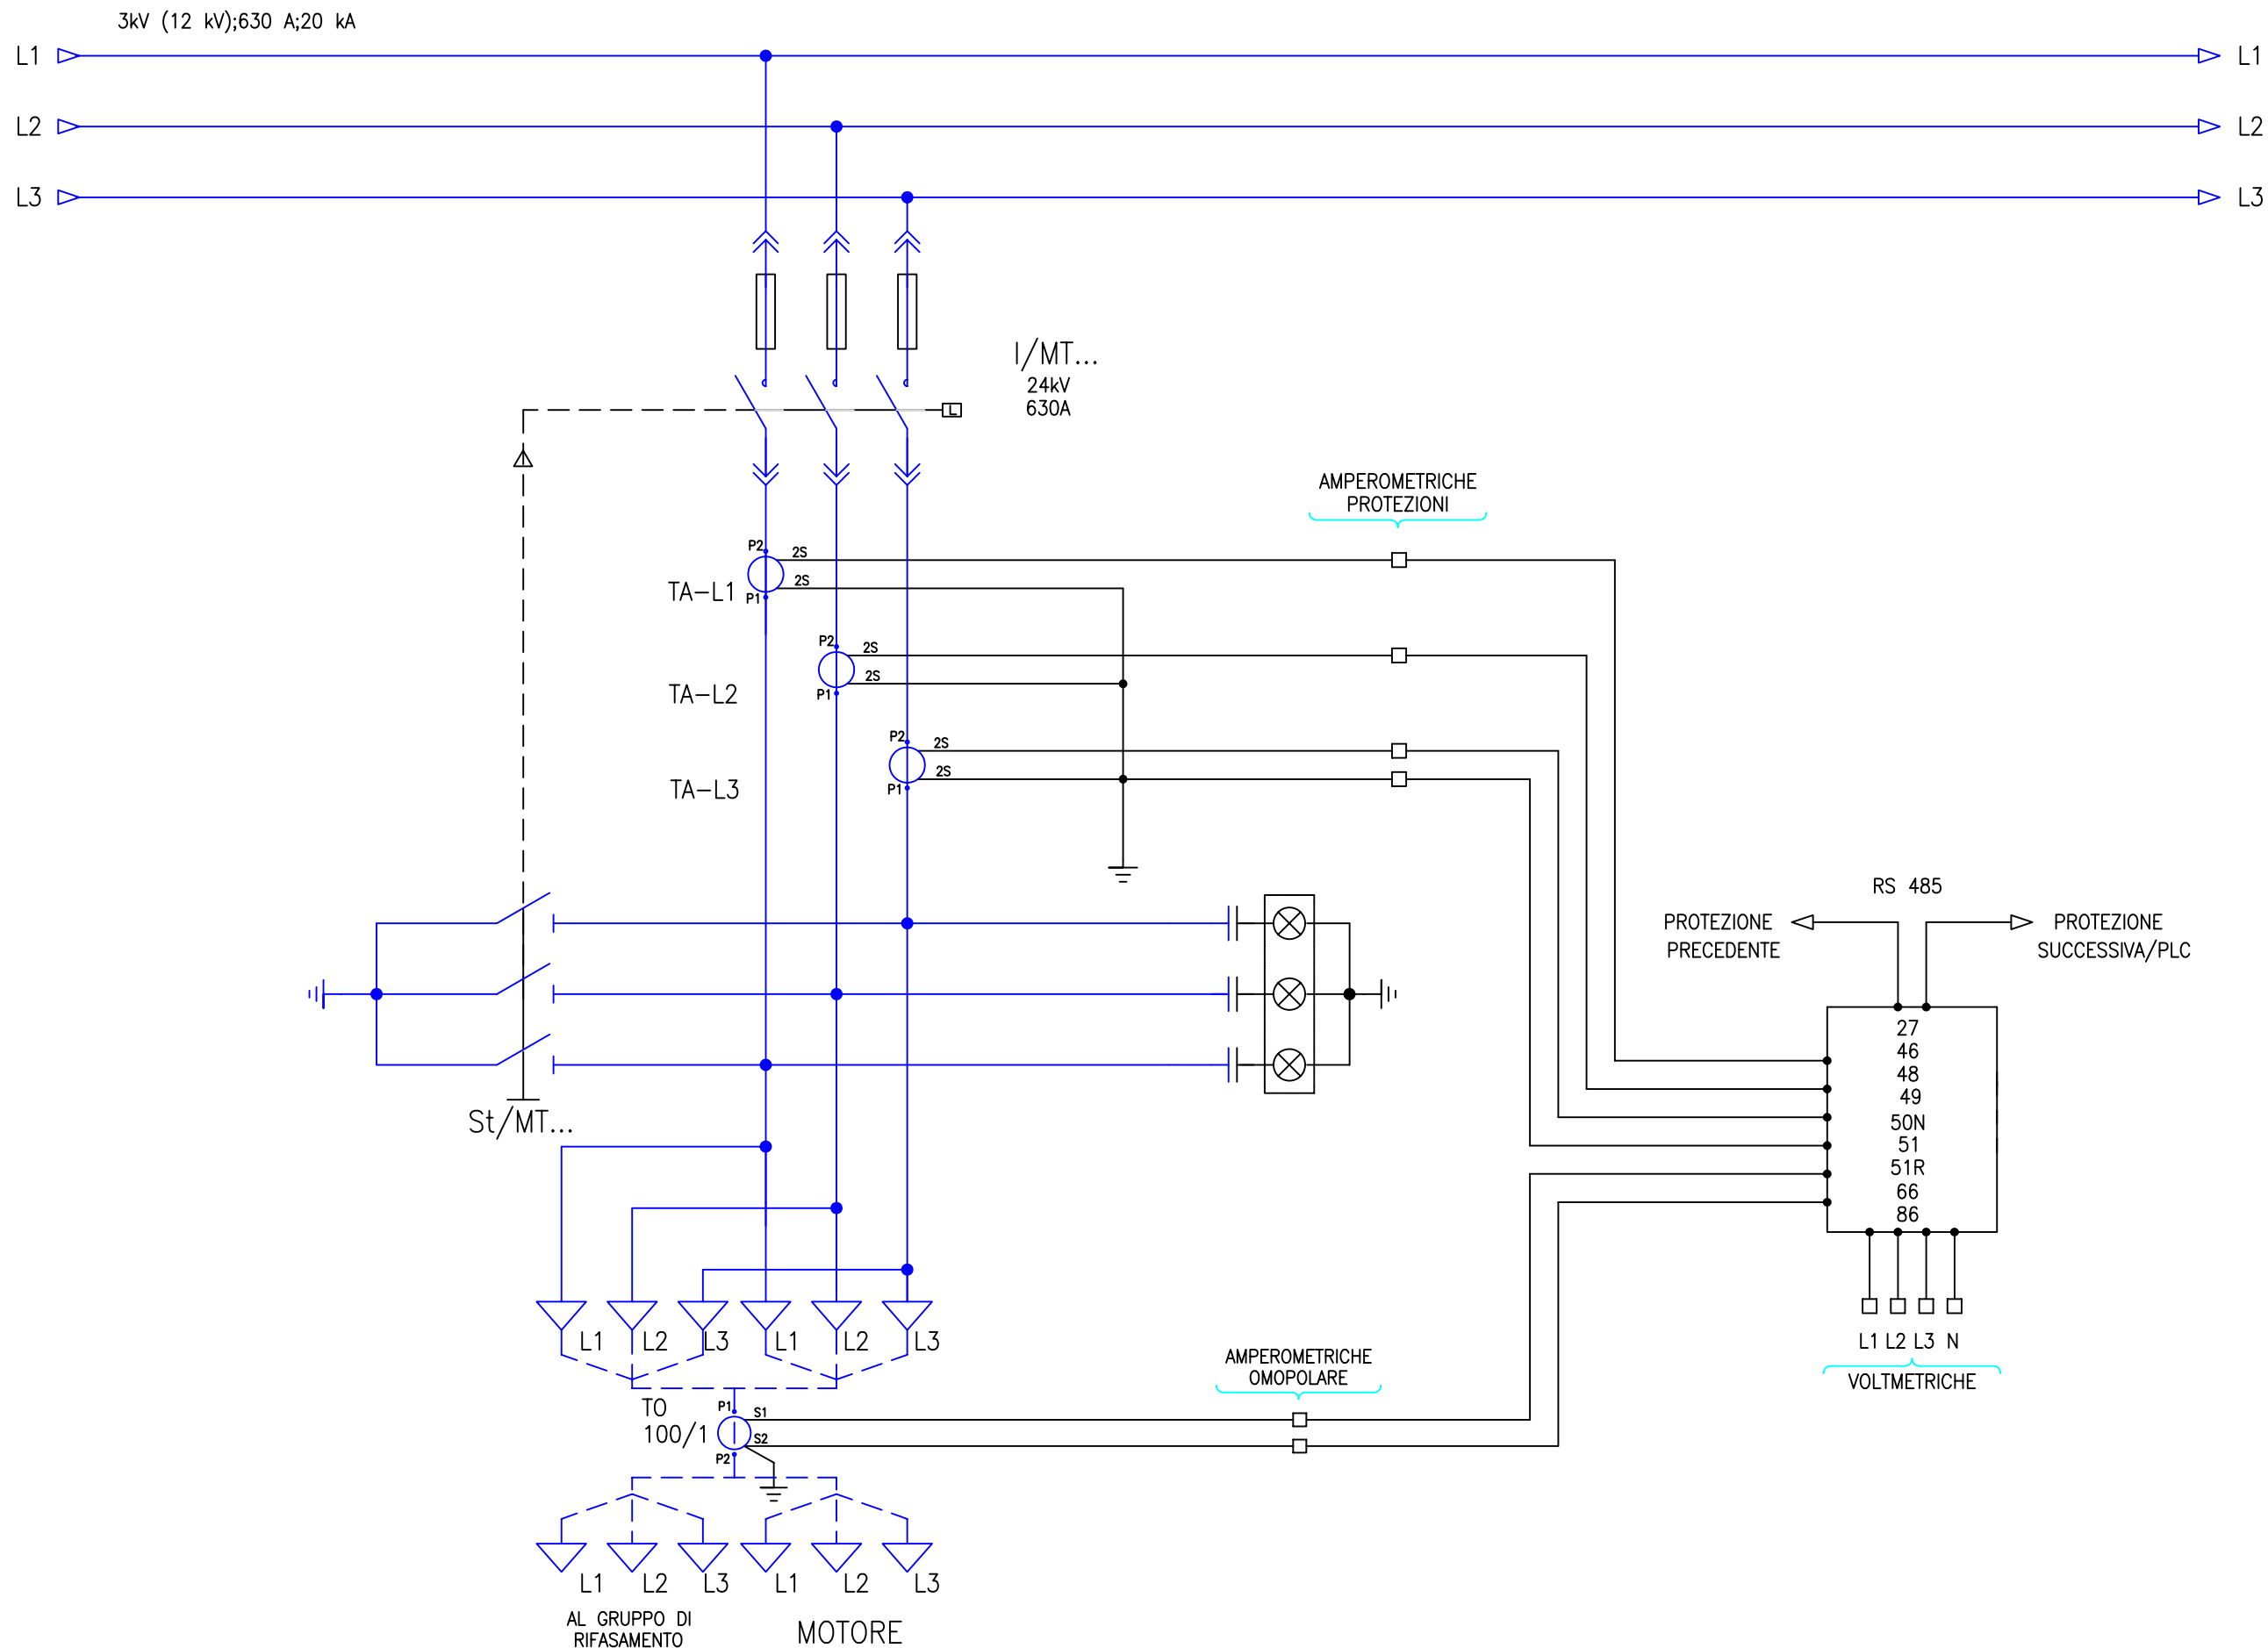 3kV (12 kV);630 A;20 kA
L1 L1
L2 L2
L3 L3
I/MT...
24kV
630A
L
AMPEROMETRICHE
PROTEZIONI
P2 2S
2S
TA-L1 P1
P2 2S
2S
TA-L2 P1
P2 2S
2S
TA-L3 P1
RS 485
PROTEZIONE
PRECEDENTE
PROTEZIONE
SUCCESSIVA/PLC
27
46
48
49
50N
51
51R
66
86
St/MT...
L1 L2 L3 L1 L2 L3
L1 L2 L3 N
VOLTMETRICHE
AMPEROMETRICHE
OMOPOLARE
TO
100/1
P1 S1
S2
P2
L1 L2 L3 L1 L2 L3
AL GRUPPO DI
RIFASAMENTO
MOTORE